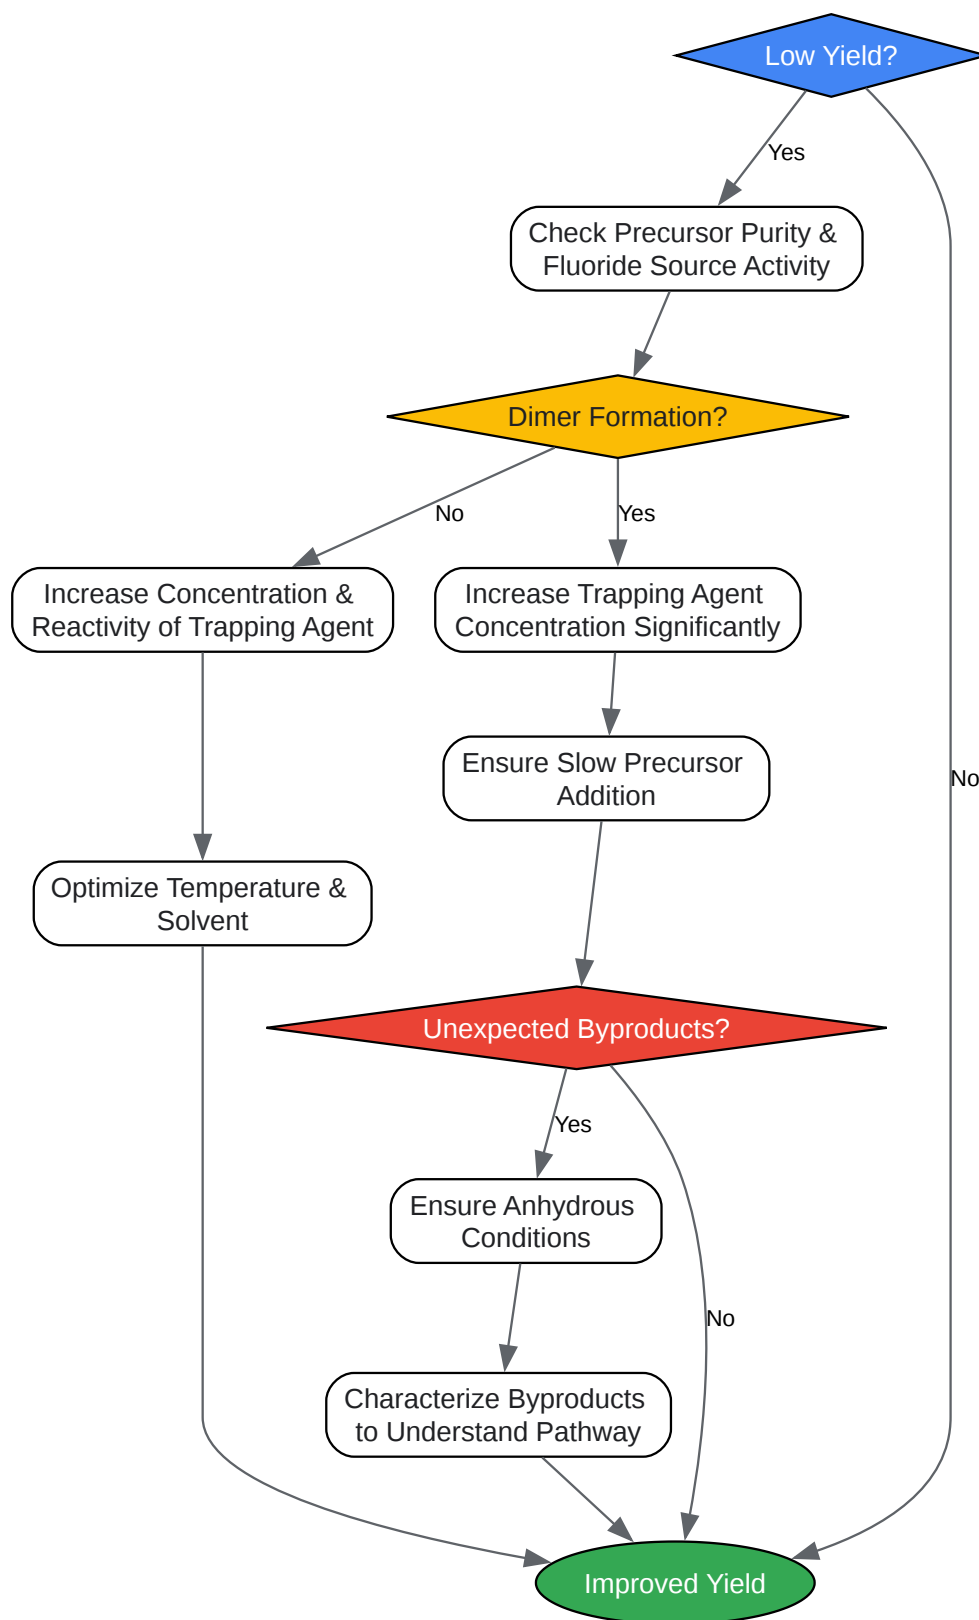 Low Yield?
Yes
Check Precursor Purity &
Fluoride Source Activity
Dimer Formation?
No
Yes
Increase Concentration &
Reactivity of Trapping Agent
Increase Trapping Agent
Concentration Significantly
Ensure Slow Precursor
Addition
No
Optimize Temperature &
Solvent
Unexpected Byproducts?
Yes
Ensure Anhydrous
Conditions
No
Characterize Byproducts
to Understand Pathway
Improved Yield